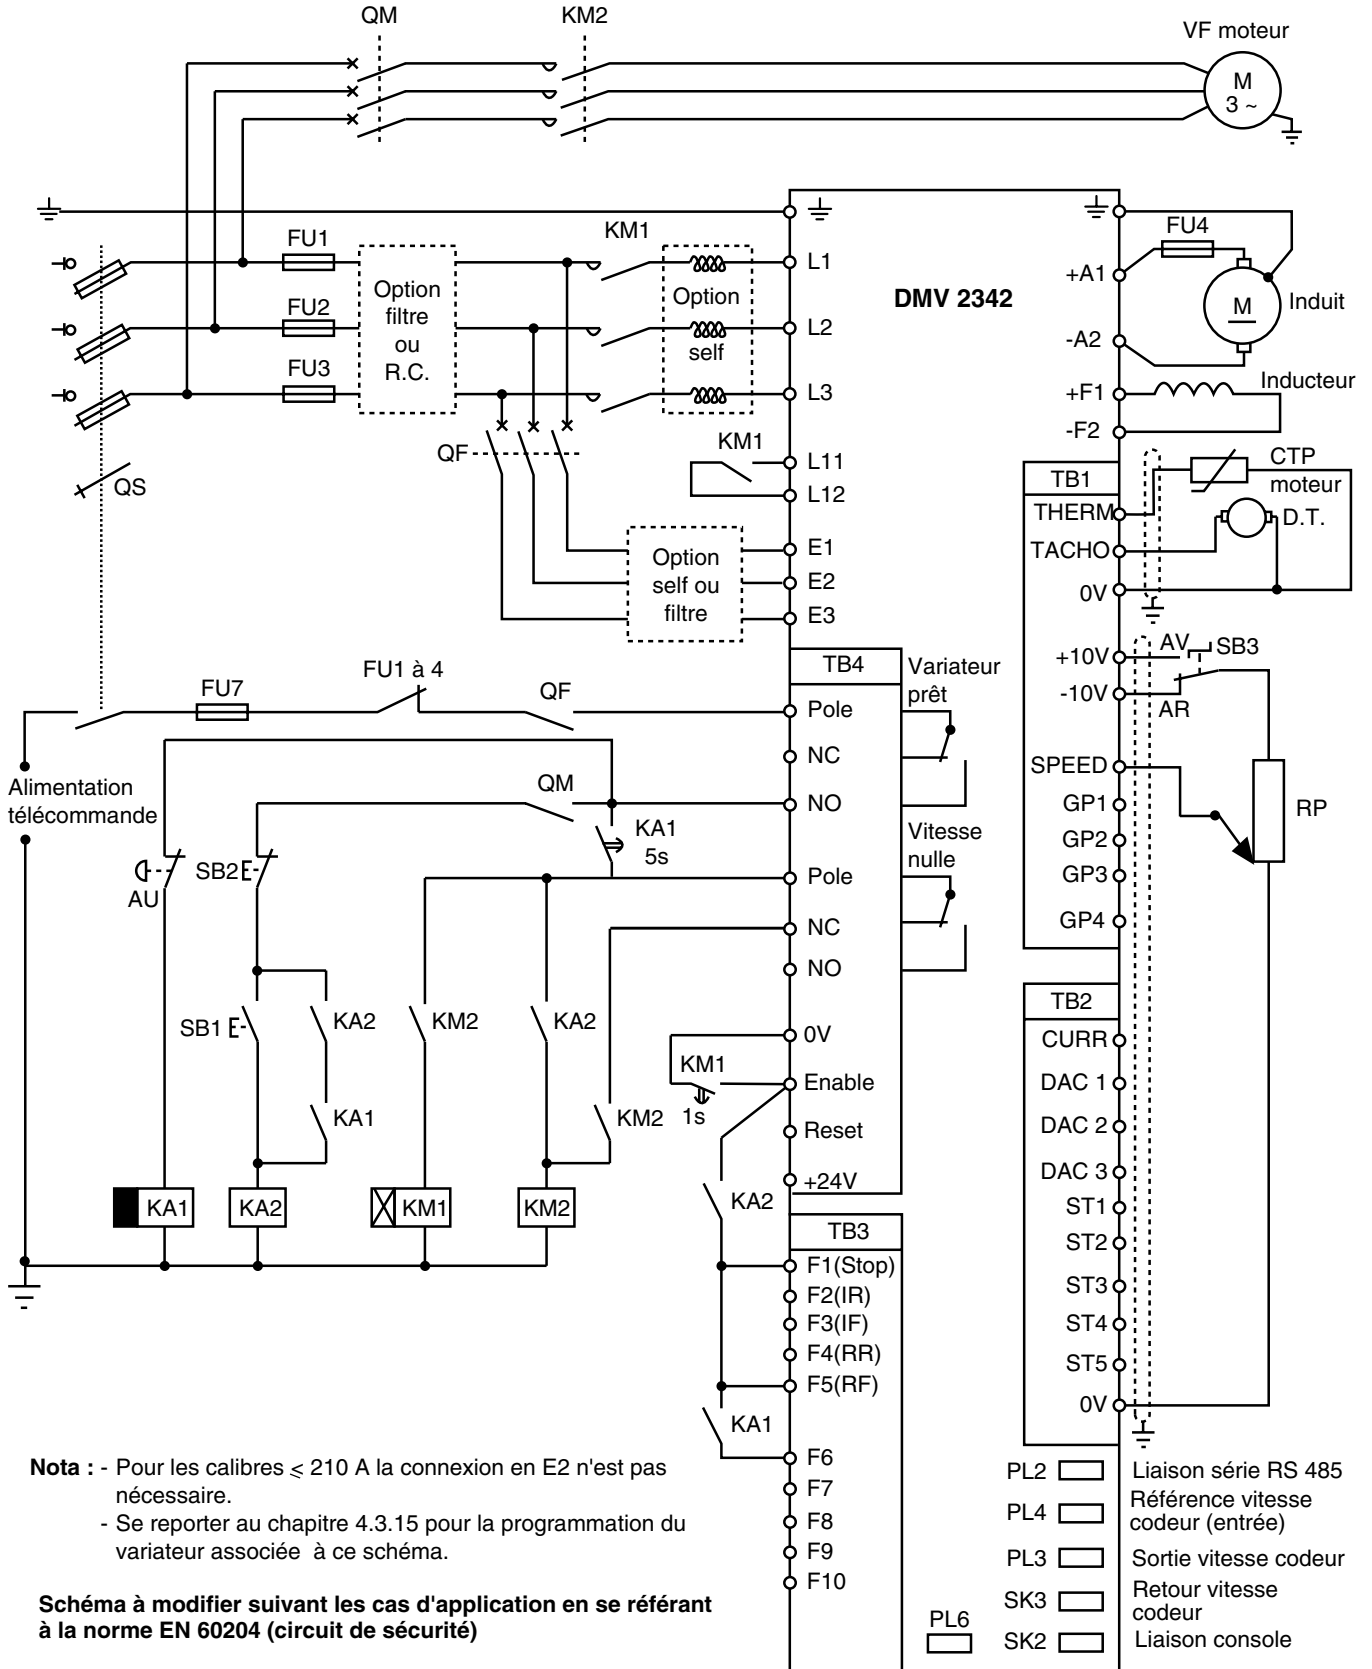 QM
KM2
VF moteur
M
3 ~
FU1
KM1
FU4
L1
+A1
DMV 2342
Option
filtre
ou
R.C.
Option
self
M
Induit
FU2
L2
-A2
FU3
L3
+F1
Inducteur
-F2
QF
KM1
L11
L12
QS
TB1
CTP
moteur
THERM
D.T.
TACHO
0V
Option
self ou
filtre
E1
E2
E3
TB4
Variateur
prêt
+10V
AV
SB3
-10V
AR
FU7
FU1 à 4
QF
Pole
NC
NO
SPEED
GP1
GP2
GP3
GP4
RP
Alimentation
télécommande
QM
KA1
5s
Vitesse
nulle
AU
SB2
Pole
NC
NO
TB2
CURR
DAC 1
DAC 2
DAC 3
ST1
ST2
ST3
ST4
ST5
0V
SB1
KA2
KM2
KA2
0V
KM1
1s
Enable
KA1
KM2
Reset
+24V
KA1
KA2
KM1
KM2
KA2
TB3
F1(Stop)
F2(IR)
F3(IF)
F4(RR)
F5(RF)
KA1
F6
F7
F8
F9
F10
Nota : - Pour les calibres ⩽ 210 A la connexion en E2 n'est pas
nécessaire.
- Se reporter au chapitre 4.3.15 pour la programmation du
variateur associée à ce schéma.
Schéma à modifier suivant les cas d'application en se référant
à la norme EN 60204 (circuit de sécurité)
PL2
Liaison série RS 485
PL4
Référence vitesse
codeur (entrée)
PL3
Sortie vitesse codeur
SK3
Retour vitesse
codeur
PL6
SK2
Liaison console